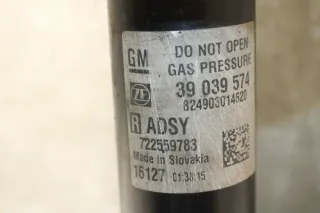 GM DO NOT OPEN
GAS PRESSURE
ZF 39 039 574
824903014520
R ADSY
722559783
Made in Slovakia
16127 01:38:15